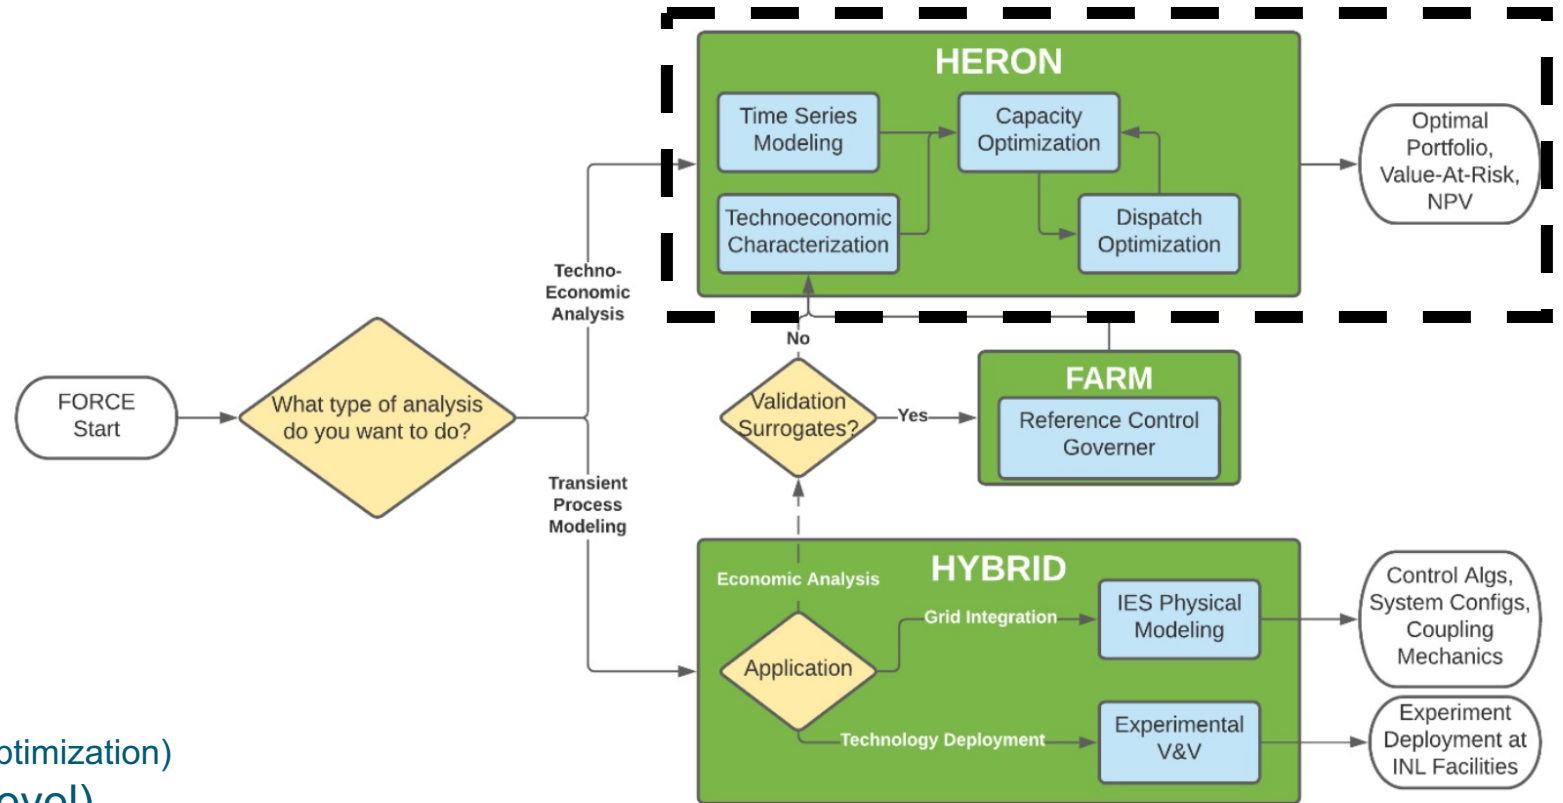 HERON
Time Series
Modeling
Capacity
Optimization
Technoeconomic
Characterization
Dispatch
Optimization
Optimal
Portfolio,
Value-At-Risk,
NPV
Techno-
Economic
Analysis
FORCE
Start
What type of analysis
do you want to do?
Transient
Process
Modeling
No
Validation
Surrogates?
Yes
FARM
Reference Control
Governer
HYBRID
Economic Analysis
Application
Grid Integration
IES Physical
Modeling
Control Algs,
System Configs,
Coupling
Mechanics
Technology Deployment
Experimental
V&V
Experiment
Deployment at
INL Facilities
ptimization)